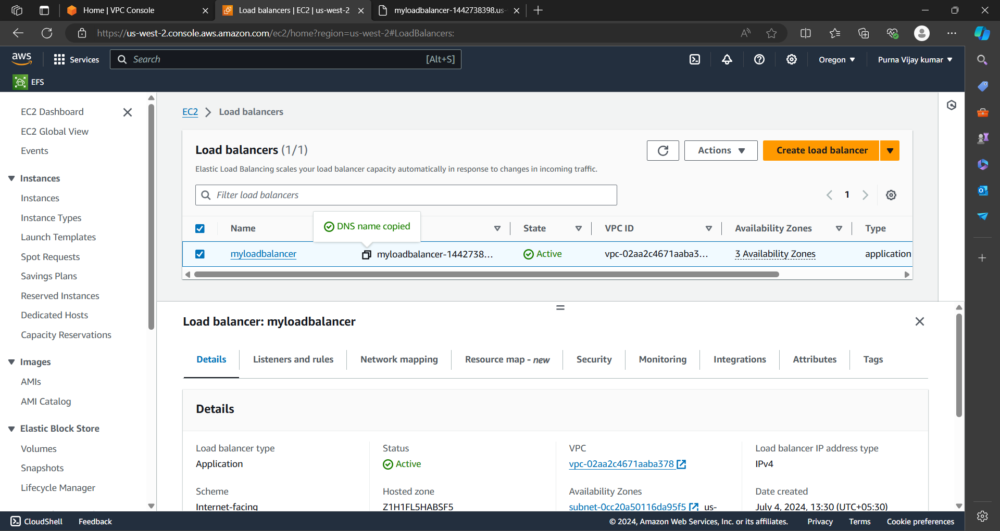 Home | VPC Console
Load balancers | EC2 | us-west-2
myloadbalancer-1442738398.us-
https://us-west-2.console.aws.amazon.com/ec2/home?region=us-west-2#LoadBalancers:
aws
Services
Search
[Alt+S]
Oregon
Purna Vijay kumar
EFS
EC2 Dashboard
EC2 Global View
Events
Instances
Instances
Instance Types
Launch Templates
Spot Requests
Savings Plans
Reserved Instances
Dedicated Hosts
Capacity Reservations
Images
AMIs
AMI Catalog
Elastic Block Store
Volumes
Snapshots
Lifecycle Manager
EC2 > Load balancers
Load balancers (1/1)
Actions
Create load balancer
Elastic Load Balancing scales your load balancer capacity automatically in response to changes in incoming traffic.
Filter load balancers
1
DNS name copied
Name State VPC ID Availability Zones Type
myloadbalancer myloadbalancer-1442738... Active vpc-02aa2c4671aaba3... 3 Availability Zones application
Load balancer: myloadbalancer
Details Listeners and rules Network mapping Resource map - new Security Monitoring Integrations Attributes Tags
Details
Load balancer type
Application
Status
Active
VPC
vpc-02aa2c4671aaba378
Load balancer IP address type
IPv4
Scheme
Internet-facing
Hosted zone
Z1H1FL5HABSF5
Availability Zones
subnet-0cc20a50116da95f5 us-
Date created
July 4, 2024, 13:30 (UTC+05:30)
CloudShell Feedback
© 2024, Amazon Web Services, Inc. or its affiliates. Privacy Terms Cookie preferences